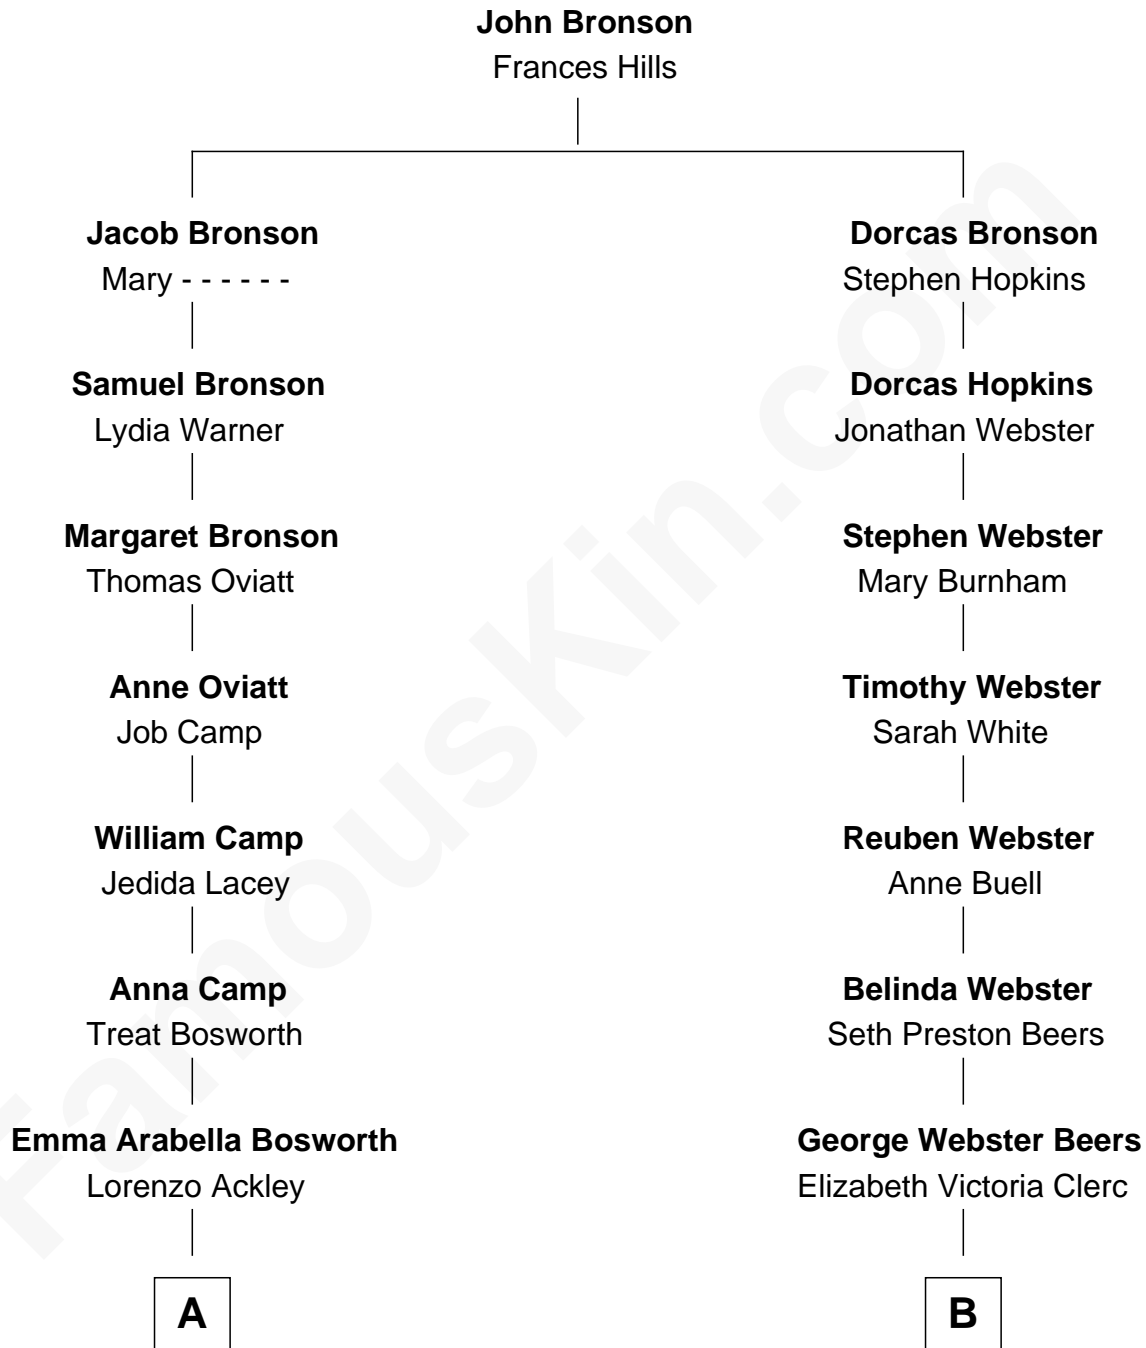 John Bronson
Frances Hills
Jacob Bronson
Mary - - - - - -
Dorcas Bronson
Stephen Hopkins
Samuel Bronson
Lydia Warner
Dorcas Hopkins
Jonathan Webster
Margaret Bronson
Thomas Oviatt
Stephen Webster
Mary Burnham
Anne Oviatt
Job Camp
Timothy Webster
Sarah White
William Camp
Jedida Lacey
Reuben Webster
Anne Buell
Anna Camp
Treat Bosworth
Belinda Webster
Seth Preston Beers
Emma Arabella Bosworth
Lorenzo Ackley
George Webster Beers
Elizabeth Victoria Clerc
A
B
FamousKin.com